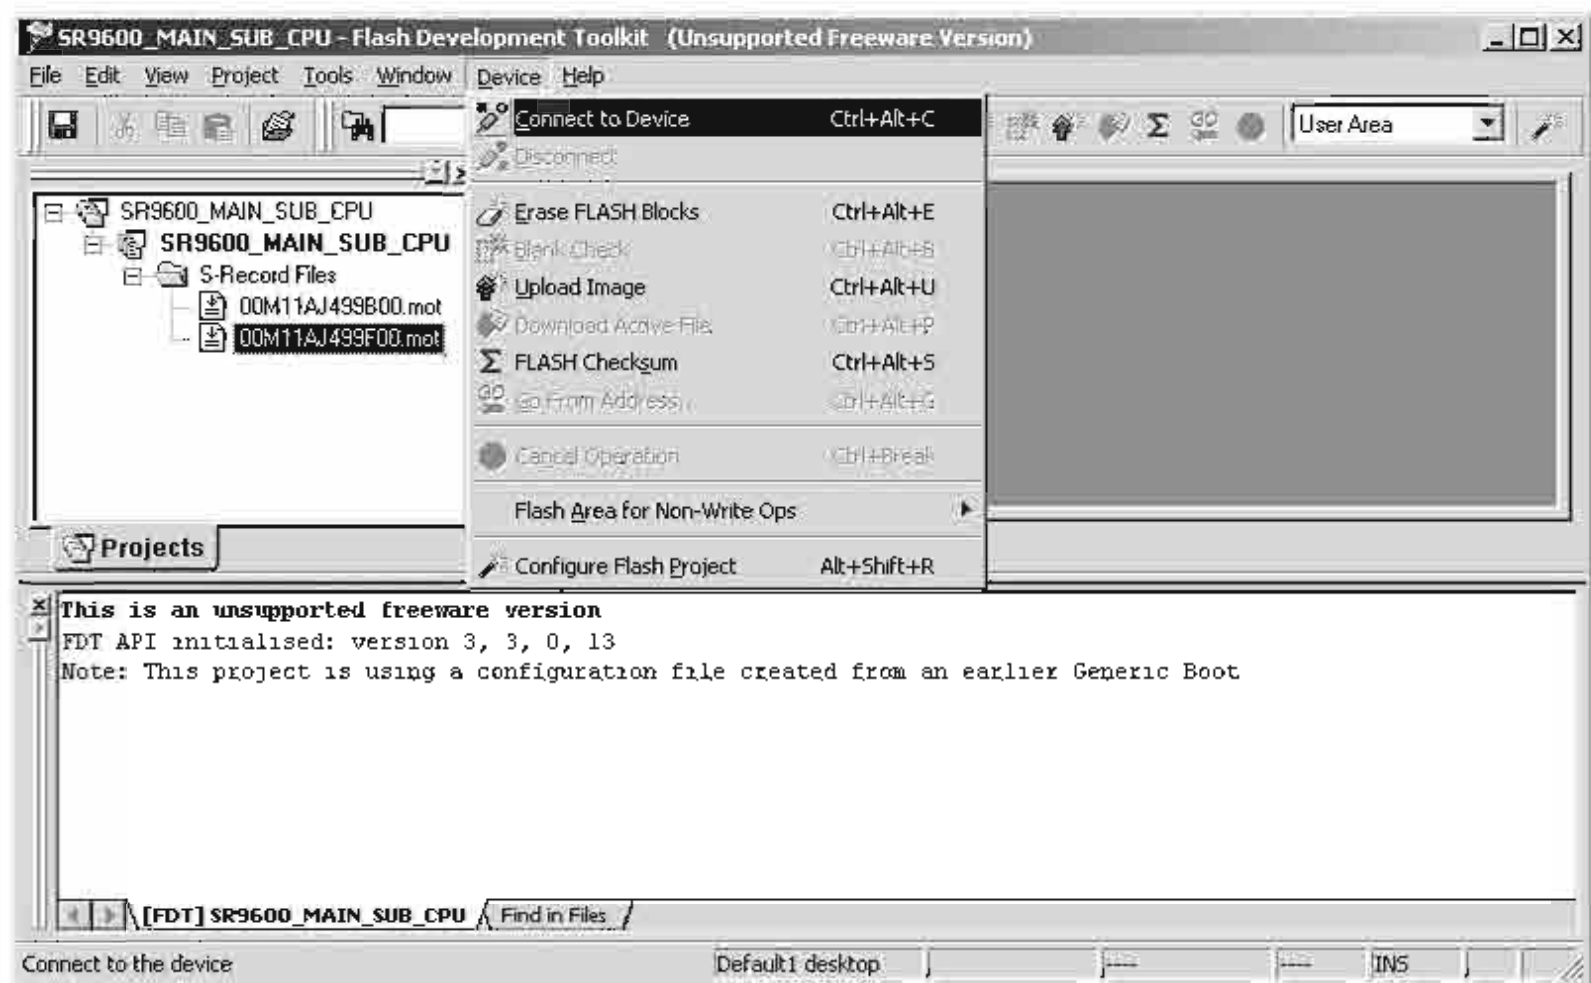 SR9600_MAIN_SUB_CPU - Flash Development Toolkit (Unsupported Freeware Version)
File Edit View Project Tools Window Device Help
User Area
Connect to Device Ctrl+Alt+C
Disconnect
Erase FLASH Blocks Ctrl+Alt+E
Blank Check Ctrl+Alt+B
Upload Image Ctrl+Alt+U
Download Active File Ctrl+Alt+P
FLASH Checksum Ctrl+Alt+S
Go From Address... Ctrl+Alt+G
Cancel Operation Ctrl+Break
Flash Area for Non-Write Ops
Configure Flash Project Alt+Shift+R
SR9600_MAIN_SUB_CPU
SR9600_MAIN_SUB_CPU
S-Record Files
00M11AJ499B00.mot
00M11AJ499F00.mot
Projects
This is an unsupported freeware version
FDT API initialised: version 3, 3, 0, 13
Note: This project is using a configuration file created from an earlier Generic Boot
[FDT] SR9600_MAIN_SUB_CPU Find in Files
Connect to the device Default1 desktop ---- ---- INS